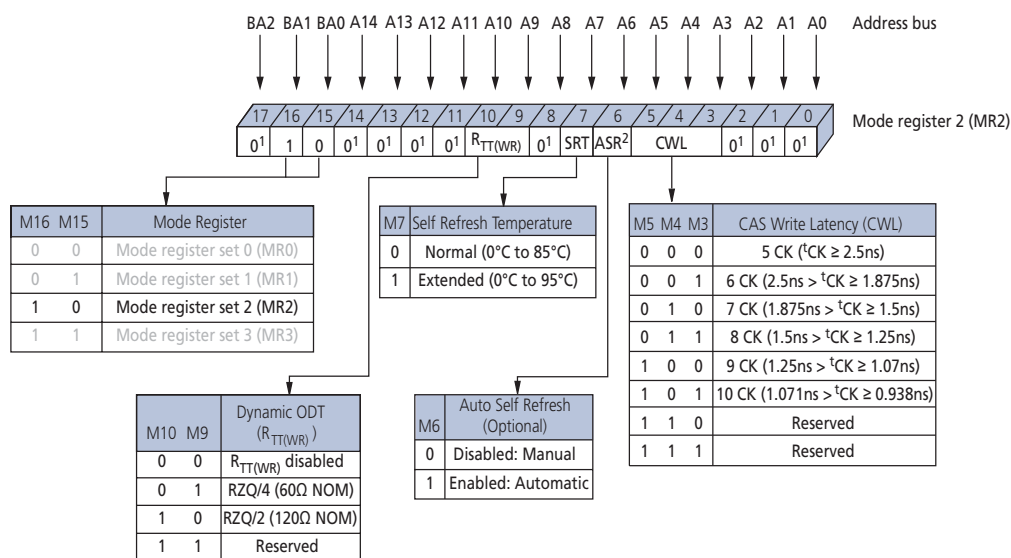 BA2 BA1 BA0 A14 A13 A12 A11 A10 A9 A8 A7 A6 A5 A4 A3 A2 A1 A0 Address bus
17 16 15 14 13 12 11 10 9 8 7 6 5 4 3 2 1 0
Mode register 2 (MR2)
0¹ 1 0 0¹ 0¹ 0¹ 0¹ RTT(WR) 0¹ SRT ASR² CWL 0¹ 0¹ 0¹
M16 M15 Mode Register
0 0 Mode register set 0 (MR0)
0 1 Mode register set 1 (MR1)
1 0 Mode register set 2 (MR2)
1 1 Mode register set 3 (MR3)
M7 Self Refresh Temperature
0 Normal (0°C to 85°C)
1 Extended (0°C to 95°C)
M5 M4 M3 CAS Write Latency (CWL)
0 0 0 5 CK (ᵗCK ≥ 2.5ns)
0 0 1 6 CK (2.5ns > ᵗCK ≥ 1.875ns)
0 1 0 7 CK (1.875ns > ᵗCK ≥ 1.5ns)
0 1 1 8 CK (1.5ns > ᵗCK ≥ 1.25ns)
1 0 0 9 CK (1.25ns > ᵗCK ≥ 1.07ns)
1 0 1 10 CK (1.071ns > ᵗCK ≥ 0.938ns)
1 1 0 Reserved
1 1 1 Reserved
M10 M9 Dynamic ODT
(RTT(WR) )
0 0 RTT(WR) disabled
0 1 RZQ/4 (60Ω NOM)
1 0 RZQ/2 (120Ω NOM)
1 1 Reserved
M6 Auto Self Refresh
(Optional)
0 Disabled: Manual
1 Enabled: Automatic